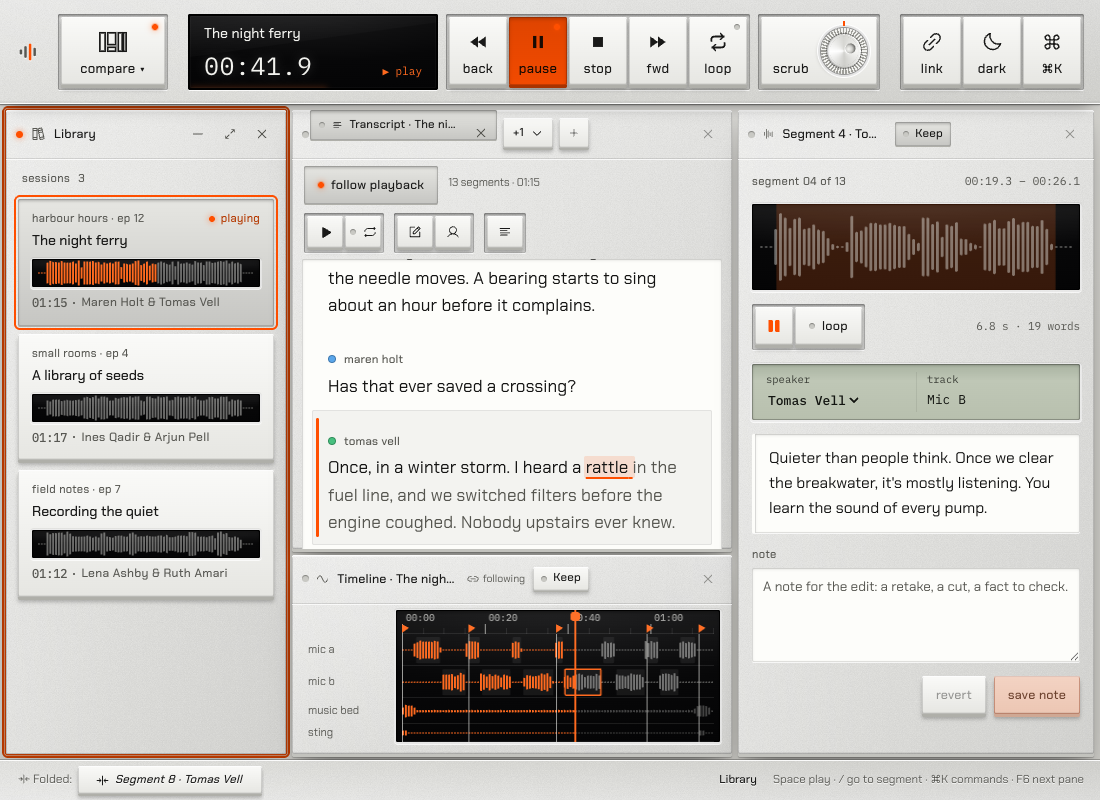 compare ▾
The night ferry
00:41.9
▶ play
back
pause
stop
fwd
loop
scrub
link
dark
⌘K
Library
sessions 3
harbour hours · ep 12
playing
The night ferry
01:15 · Maren Holt & Tomas Vell
small rooms · ep 4
A library of seeds
01:17 · Ines Qadir & Arjun Pell
field notes · ep 7
Recording the quiet
01:12 · Lena Ashby & Ruth Amari
Transcript · The ni...
+1
follow playback
13 segments · 01:15
the needle moves. A bearing starts to sing
about an hour before it complains.
maren holt
Has that ever saved a crossing?
tomas vell
Once, in a winter storm. I heard a rattle in the
fuel line, and we switched filters before the
engine coughed. Nobody upstairs ever knew.
Timeline · The nigh...
following
Keep
00:00
00:20
0:40
01:00
mic a
mic b
music bed
sting
Segment 4 · To...
Keep
segment 04 of 13
00:19.3 – 00:26.1
loop
6.8 s · 19 words
speaker
track
Tomas Vell
Mic B
Quieter than people think. Once we clear
the breakwater, it's mostly listening. You
learn the sound of every pump.
note
A note for the edit: a retake, a cut, a fact to check.
revert
save note
Folded:
Segment 8 · Tomas Vell
Library
Space play · / go to segment · ⌘K commands · F6 next pane